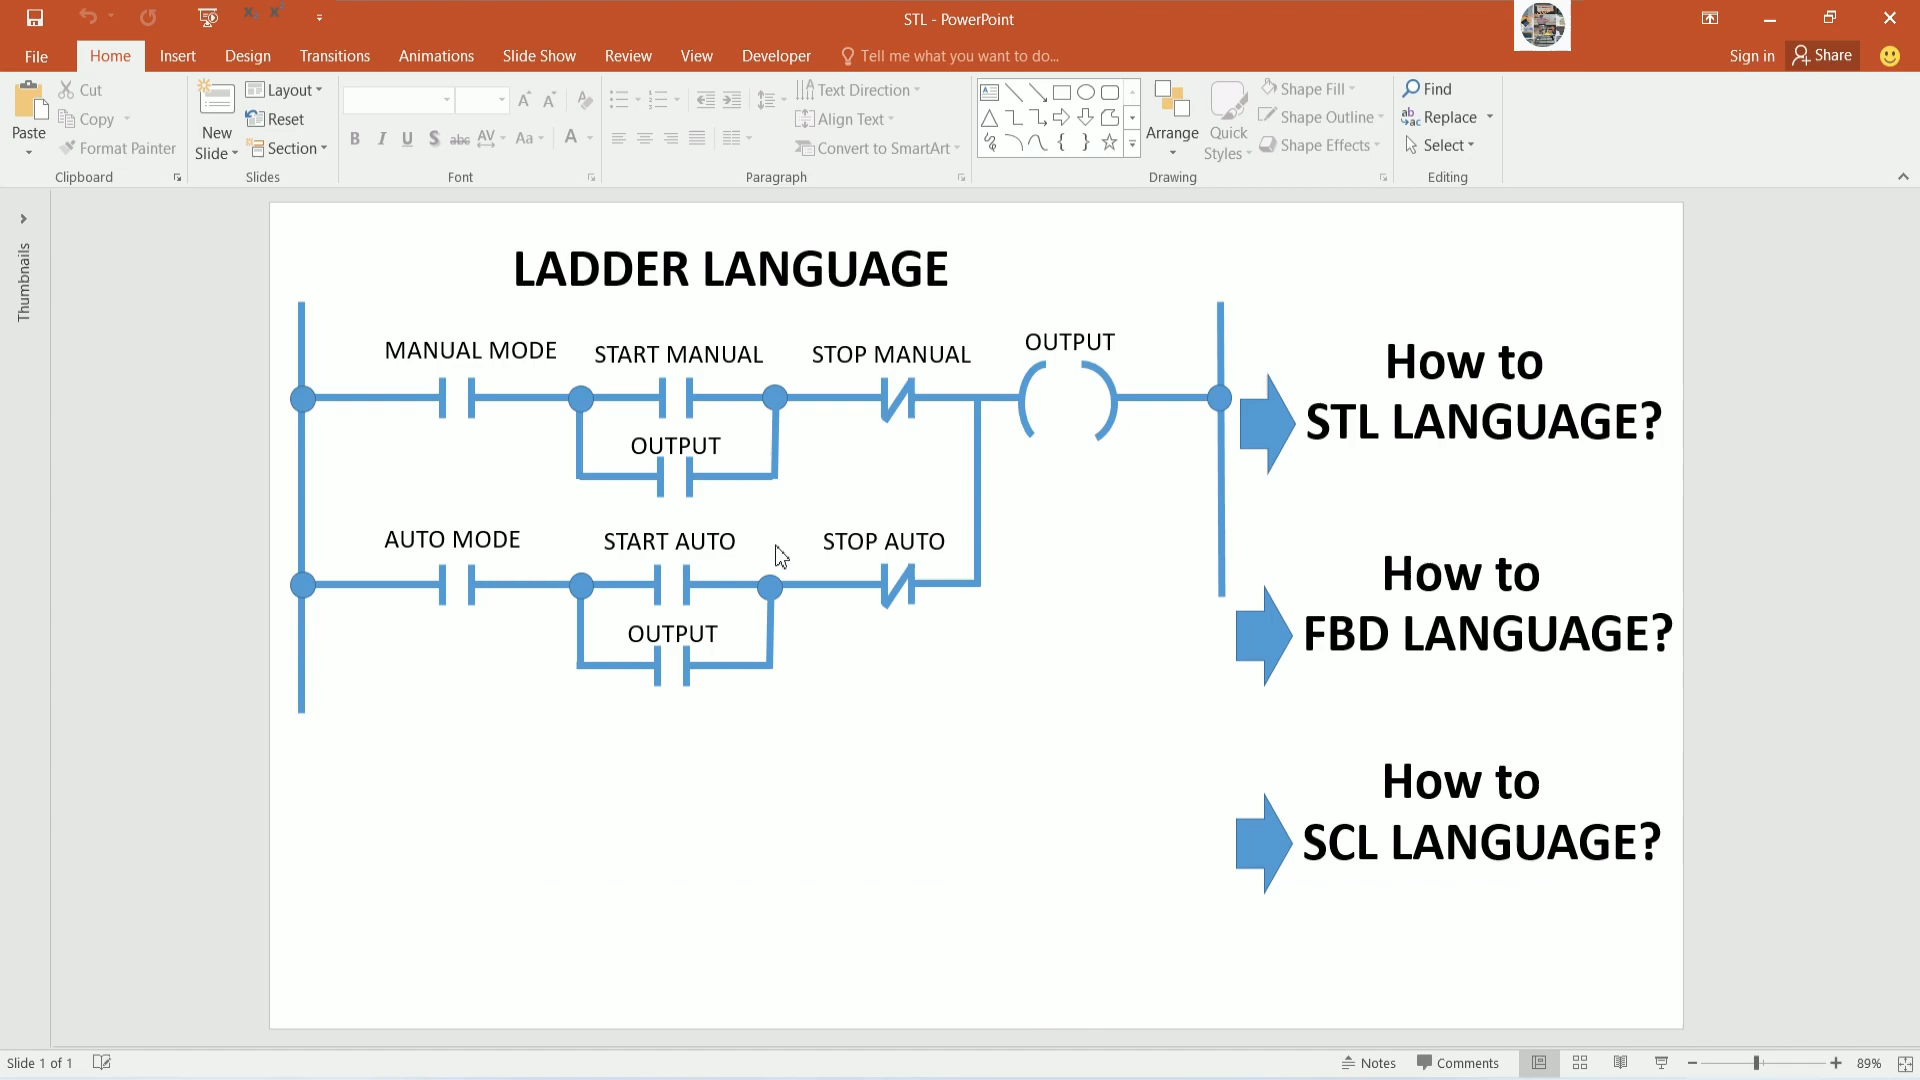 STL - PowerPoint
File
Home
Insert
Design
Transitions
Animations
Slide Show
Review
View
Developer
Tell me what you want to do...
Sign in
Share
Paste
Cut
Copy
Format Painter
Clipboard
New
Slide
Layout
Reset
Section
Slides
B I U S abc AV Aa A
Font
Text Direction
Align Text
Convert to SmartArt
Paragraph
Arrange
Quick
Styles
Shape Fill
Shape Outline
Shape Effects
Drawing
Find
Replace
Select
Editing
Thumbnails
LADDER LANGUAGE
MANUAL MODE
START MANUAL
STOP MANUAL
OUTPUT
OUTPUT
AUTO MODE
START AUTO
STOP AUTO
OUTPUT
How to
STL LANGUAGE?
How to
FBD LANGUAGE?
How to
SCL LANGUAGE?
Slide 1 of 1
Notes
Comments
89%